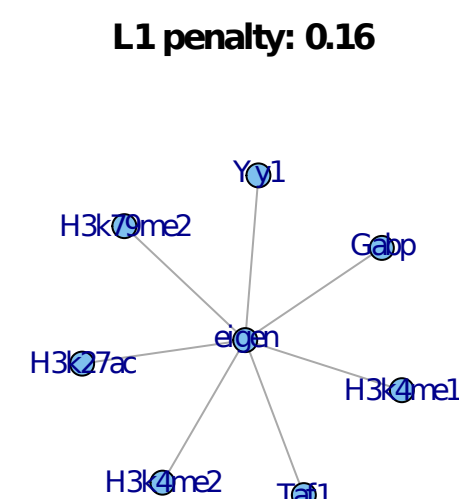 L1 penalty: 0.16
Yy1
H3k79me2
Gabp
eigen
H3k27ac
H3k4me1
H3k4me2
Taf1